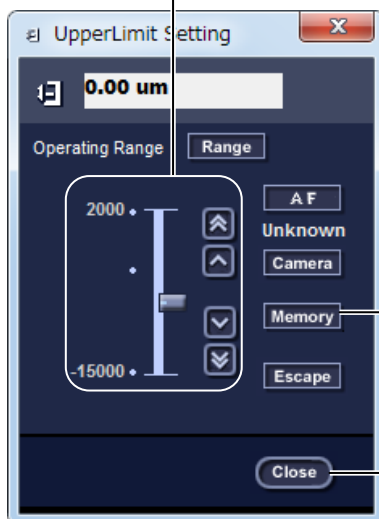 UpperLimit Setting
0.00 um
Operating Range Range
2000
A F
Unknown
Camera
Memory
-15000
Escape
Close